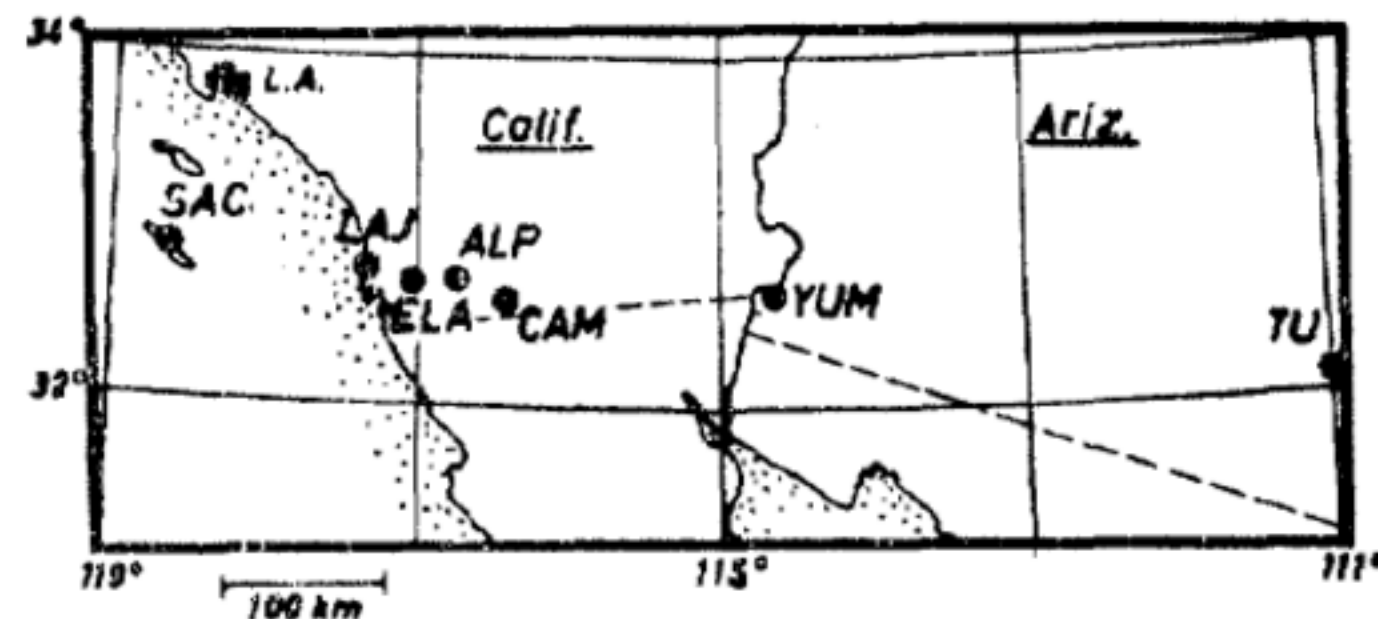 34°
L.A.
Calif.
Ariz.
SAC.
LAJ
ALP
ELA
CAM
YUM
TU
32°
119°
115°
111°
100 km